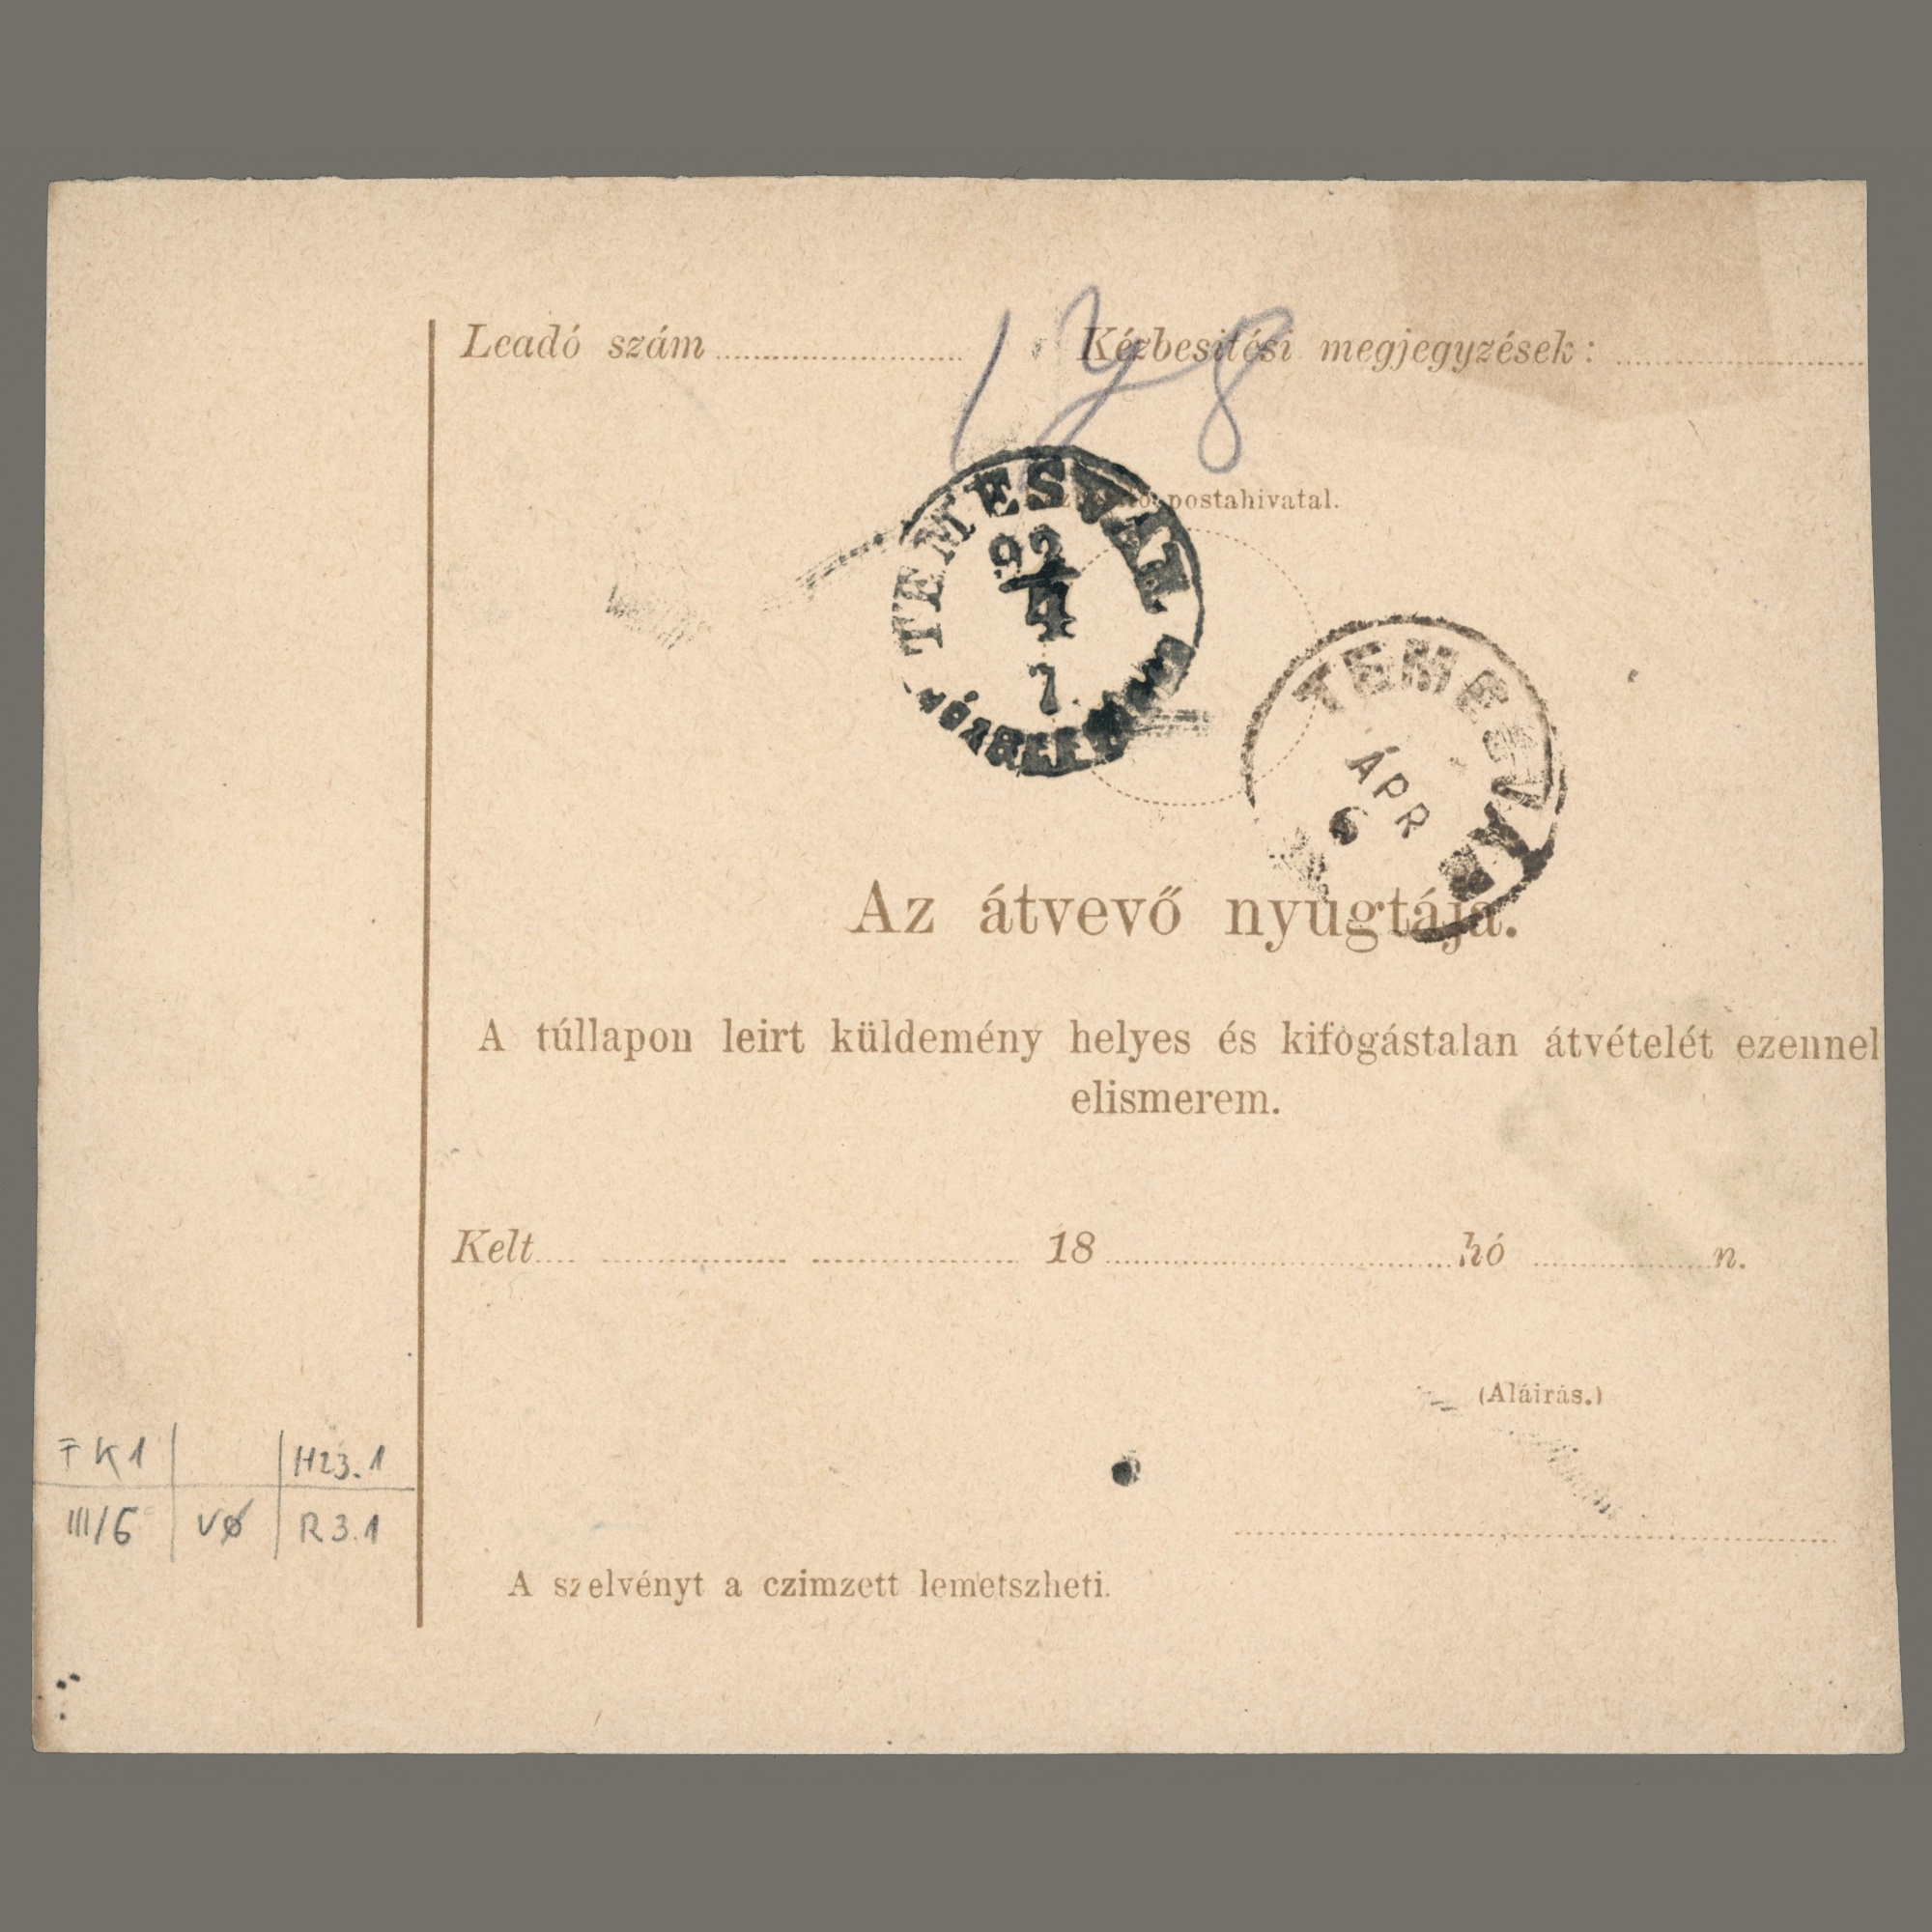 Leadó szám Kézbesitési megjegyzések:
128
postahivatal.
TEMESVÁR
92
4
7
TEMESVÁR
ÁPR
6
Az átvevő nyugtája.
A túllapon leirt küldemény helyes és kifogástalan átvételét ezennel
elismerem.
Kelt 18 hó n.
(Aláirás.)
FK1 H23.1
III/6 VØ R3.1
A szelvényt a czimzett lemetszheti.